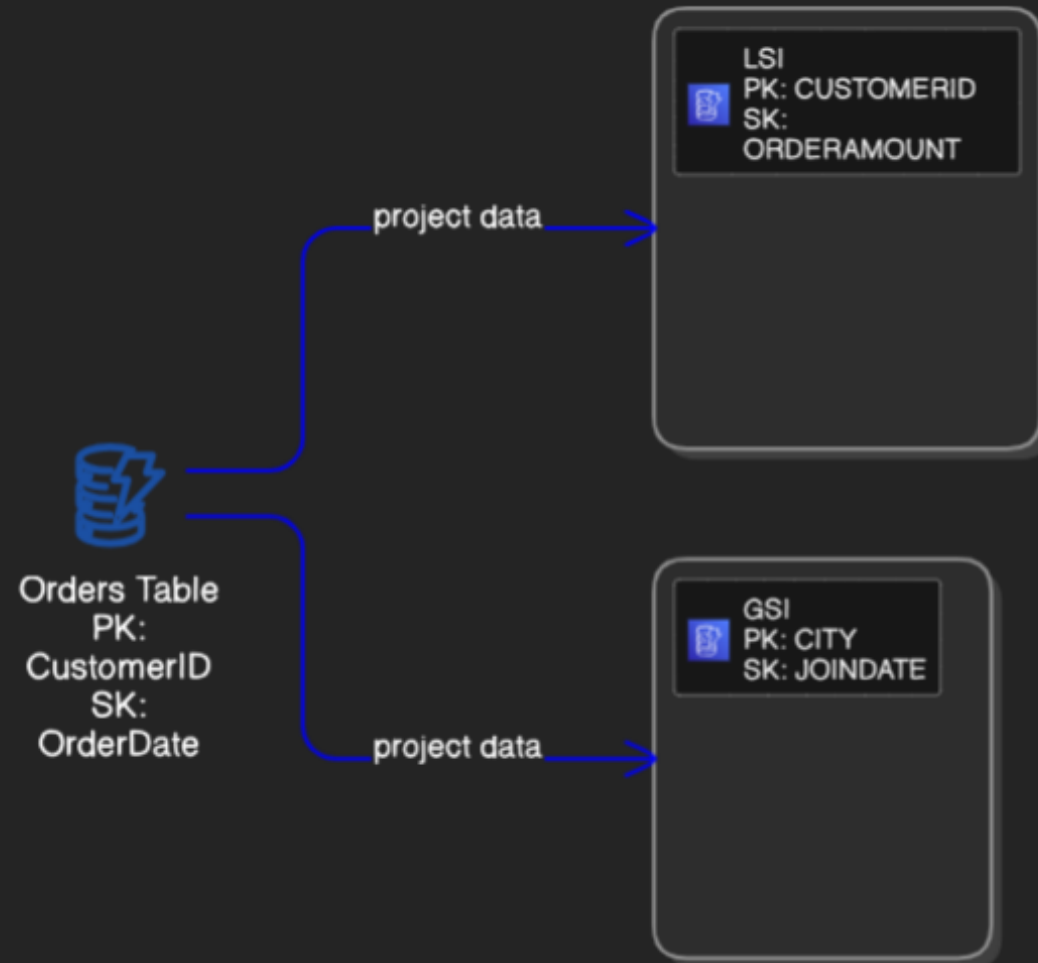 LSI
PK: CUSTOMERID
SK:
ORDERAMOUNT
project data
Orders Table
PK:
CustomerID
SK:
OrderDate
GSI
PK: CITY
SK: JOINDATE
project data